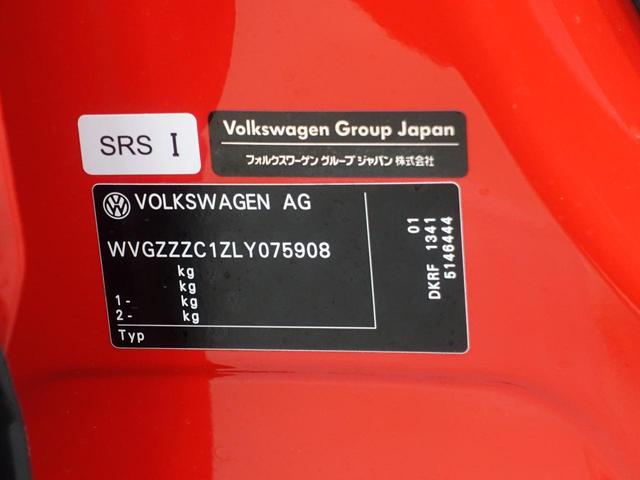 SRS I
Volkswagen Group Japan
フォルクスワーゲン グループ ジャパン 株式会社
VOLKSWAGEN AG
WVGZZZC1ZLY075908
kg
kg
1- kg
2- kg
Typ
01
DKRF 1341
5146444